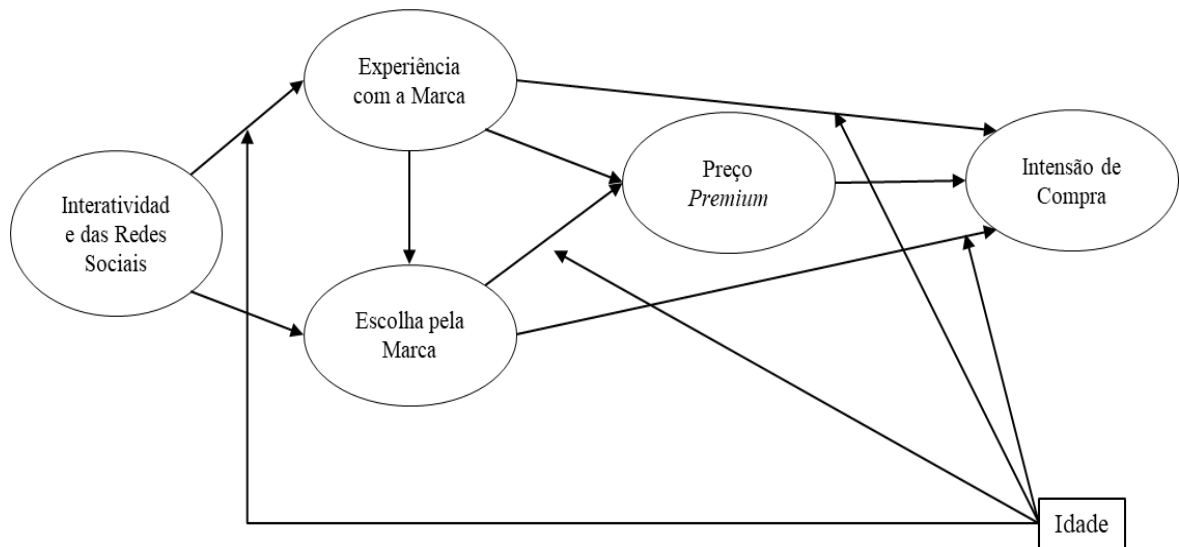 Experiência
com a Marca
Interatividad
e das Redes
Sociais
Preço
Premium
Intensão de
Compra
Escolha pela
Marca
Idade